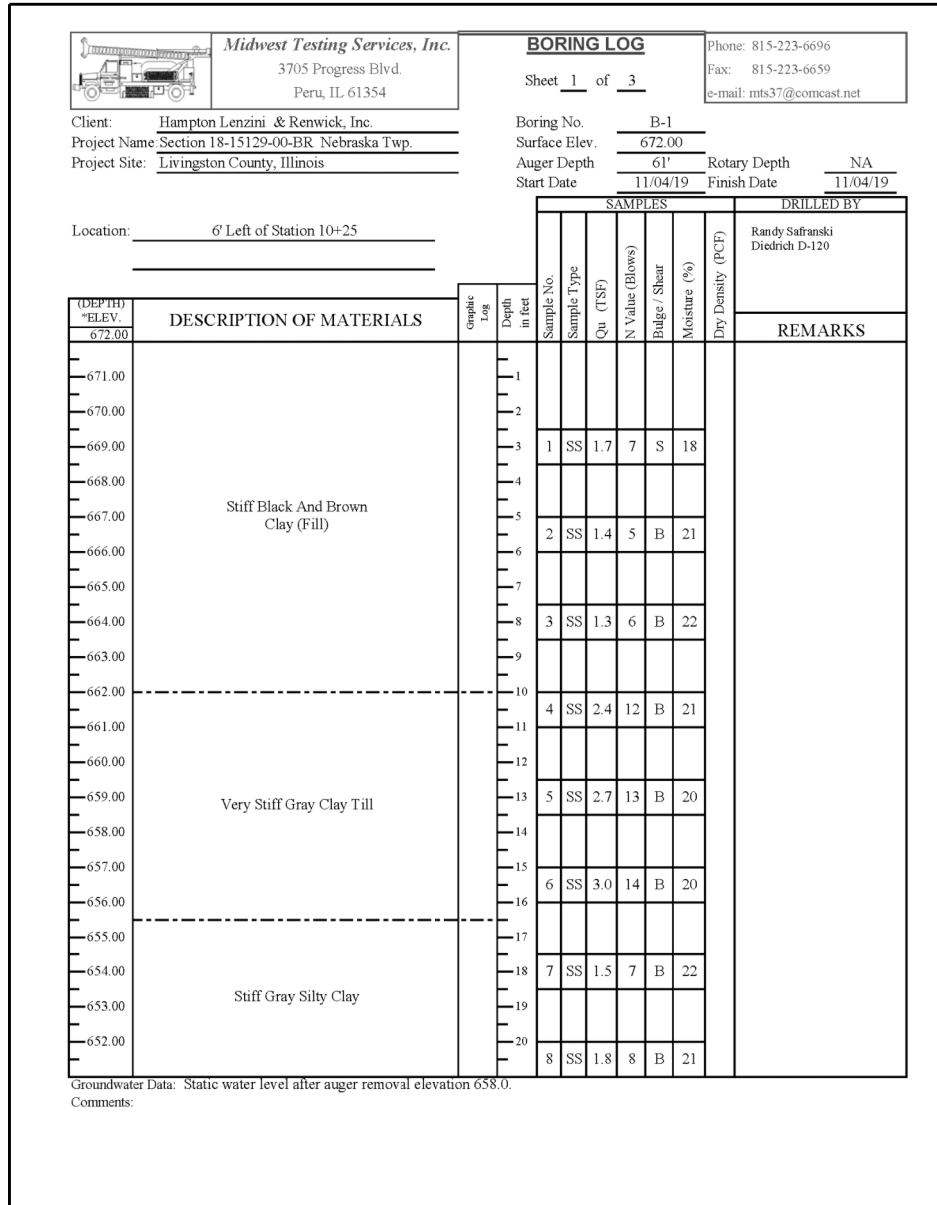 Midwest Testing Services, Inc.
3705 Progress Blvd.
Peru, IL 61354
BORING LOG
Sheet 1 of 3
Phone: 815-223-6696
Fax: 815-223-6659
e-mail: mts37@comcast.net
Client: Hampton Lenzini & Renwick, Inc.
Project Name: Section 18-15129-00-BR Nebraska Twp.
Project Site: Livingston County, Illinois
Boring No. B-1
Surface Elev. 672.00
Auger Depth 61' Rotary Depth NA
Start Date 11/04/19 Finish Date 11/04/19
SAMPLES DRILLED BY
Location: 6' Left of Station 10+25
Randy Safranski
Diedrich D-120
(DEPTH)
*ELEV.
672.00
DESCRIPTION OF MATERIALS
Graphic
Log
Depth
in feet
Sample No.
Sample Type
Qu (TSF)
N Value (Blows)
Bulge / Shear
Moisture (%)
Dry Density (PCF)
REMARKS
671.00 1
670.00 2
669.00 3 1 SS 1.7 7 S 18
668.00 4
Stiff Black And Brown
Clay (Fill)
667.00 5
2 SS 1.4 5 B 21
666.00 6
665.00 7
664.00 8 3 SS 1.3 6 B 22
663.00 9
662.00 10
4 SS 2.4 12 B 21
661.00 11
660.00 12
659.00 13 5 SS 2.7 13 B 20
Very Stiff Gray Clay Till
658.00 14
657.00 15
6 SS 3.0 14 B 20
656.00 16
655.00 17
654.00 18 7 SS 1.5 7 B 22
Stiff Gray Silty Clay
653.00 19
652.00 20
8 SS 1.8 8 B 21
Groundwater Data: Static water level after auger removal elevation 658.0.
Comments: